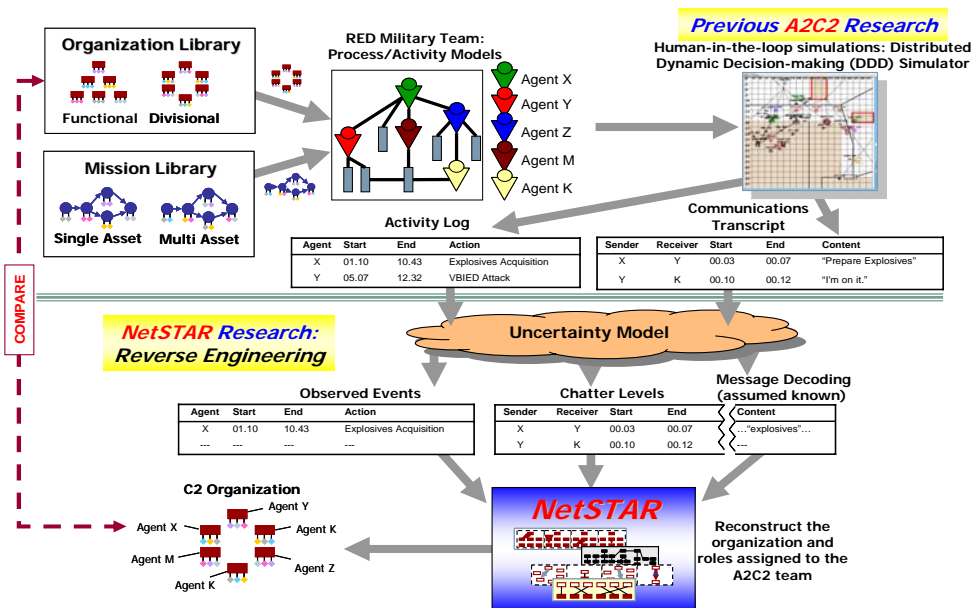 Previous A2C2 Research
Human-in-the-loop simulations: Distributed
Dynamic Decision-making (DDD) Simulator
Organization Library
Functional Divisional
RED Military Team:
Process/Activity Models
Agent X
Agent Y
Agent Z
Agent M
Agent K
Mission Library
Single Asset Multi Asset
Activity Log
Agent Start End Action
X 01.10 10.43 Explosives Acquisition
Y 05.07 12.32 VBIED Attack
Communications
Transcript
Sender Receiver Start End Content
X Y 00.03 00.07 “Prepare Explosives”
Y K 00.10 00.12 “I’m on it.”
COMPARE
NetSTAR Research:
Reverse Engineering
Uncertainty Model
Observed Events
Agent Start End Action
X 01.10 10.43 Explosives Acquisition
--- --- --- ---
Chatter Levels
Sender Receiver Start End
X Y 00.03 00.07
Y K 00.10 00.12
Message Decoding
(assumed known)
Content
…“explosives”…
---
C2 Organization
Agent Y
Agent X
Agent K
Agent M
Agent Z
Agent K
NetSTAR
Reconstruct the
organization and
roles assigned to the
A2C2 team